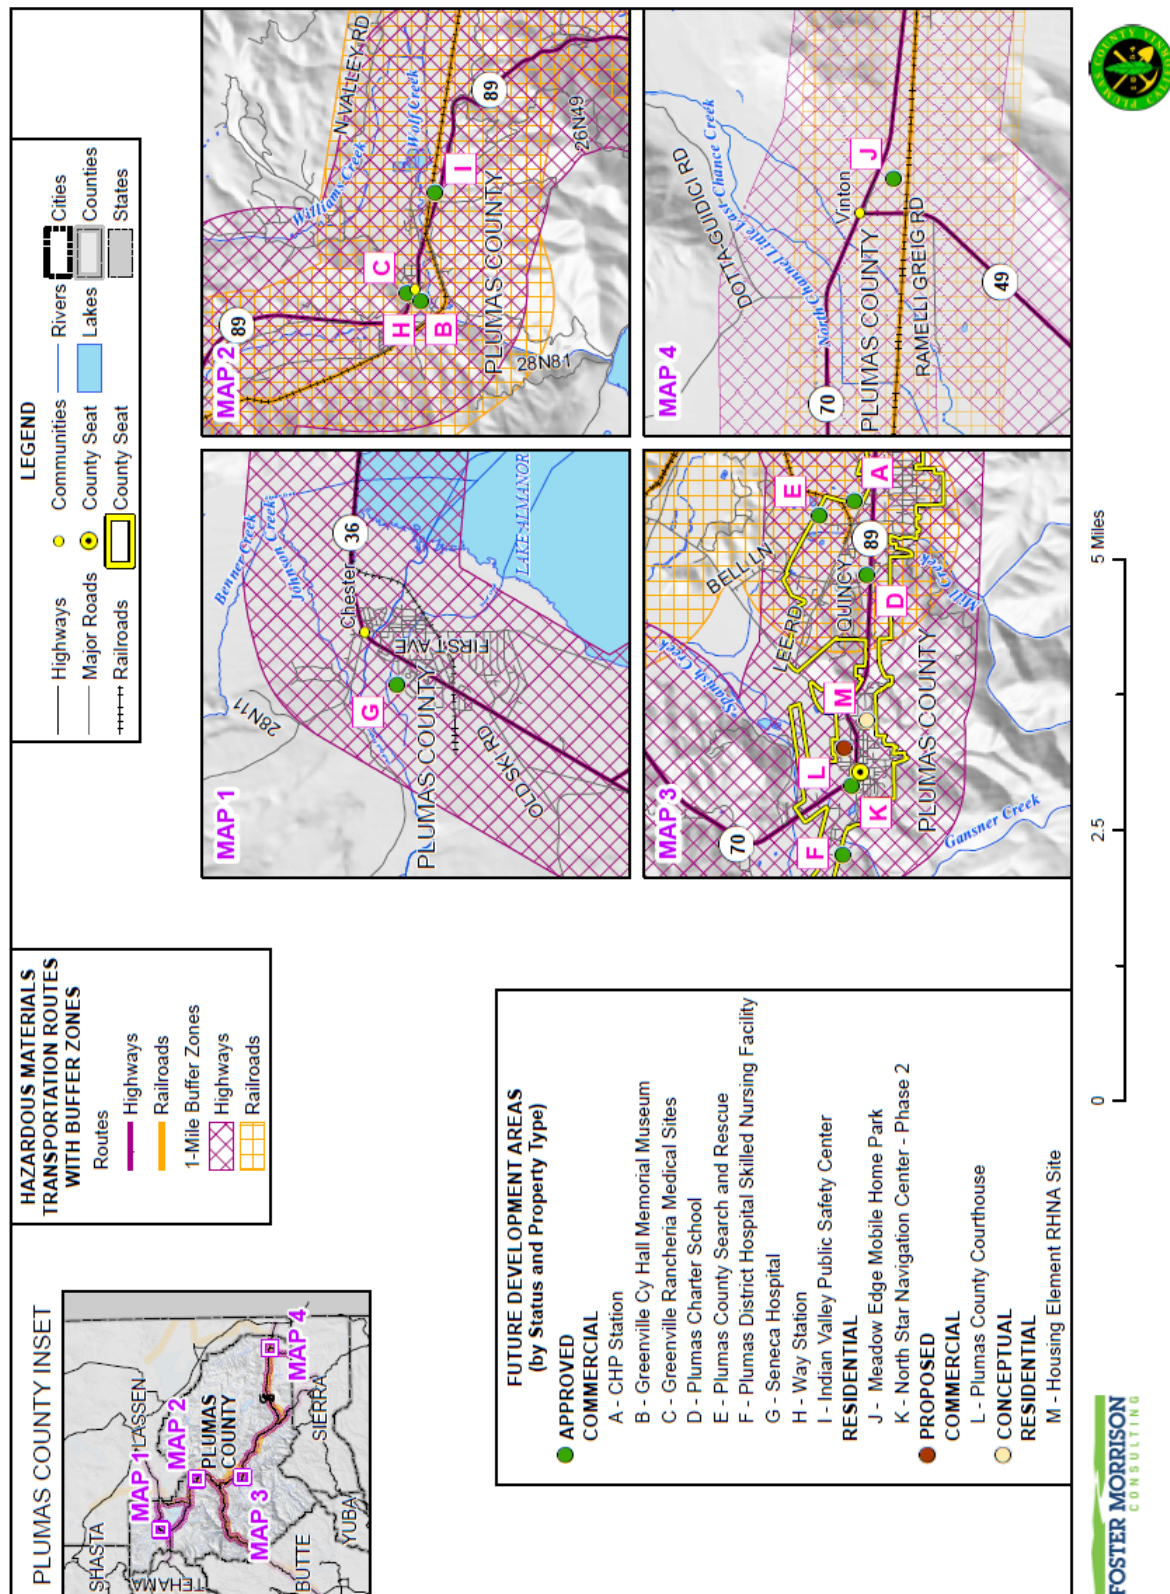 PLUMAS COUNTY INSET
SHASTA
LASSEN
TEHAMA
PLUMAS
COUNTY
BUTTE
YUBA
SIERRA
MAP 1
MAP 2
MAP 3
MAP 4
HAZARDOUS MATERIALS
TRANSPORTATION ROUTES
WITH BUFFER ZONES
Routes
Highways
Railroads
1-Mile Buffer Zones
Highways
Railroads
LEGEND
Highways
Communities
Rivers
Cities
Major Roads
County Seat
Lakes
Counties
Railroads
County Seat
States
MAP 1
Benner Creek
Johnson Creek
28N11
Chester
36
G
PLUMAS COUNTY
FIRST AVE
OLD SKI RD
LAKE ALMANOR
MAP 2
89
N VALLEY RD
Williams Creek
Wolf Creek
C
H
B
I
89
PLUMAS COUNTY
28N81
26N49
MAP 3
70
Spanish Creek
BELL LN
LEE RD
E
F
L
M
QUINCY
89
A
K
D
PLUMAS COUNTY
Mill Creek
Gansner Creek
MAP 4
DOTTA-GUIDICI RD
North Channel Little Last Chance Creek
Vinton
J
70
PLUMAS COUNTY
RAMELLI GREIG RD
49
FUTURE DEVELOPMENT AREAS
(by Status and Property Type)
APPROVED
COMMERCIAL
A - CHP Station
B - Greenville Cy Hall Memorial Museum
C - Greenville Rancheria Medical Sites
D - Plumas Charter School
E - Plumas County Search and Rescue
F - Plumas District Hospital Skilled Nursing Facility
G - Seneca Hospital
H - Way Station
I - Indian Valley Public Safety Center
RESIDENTIAL
J - Meadow Edge Mobile Home Park
K - North Star Navigation Center - Phase 2
PROPOSED
COMMERCIAL
L - Plumas County Courthouse
CONCEPTUAL
RESIDENTIAL
M - Housing Element RHNA Site
FOSTER MORRISON
CONSULTING
0
2.5
5 Miles
PLUMAS COUNTY